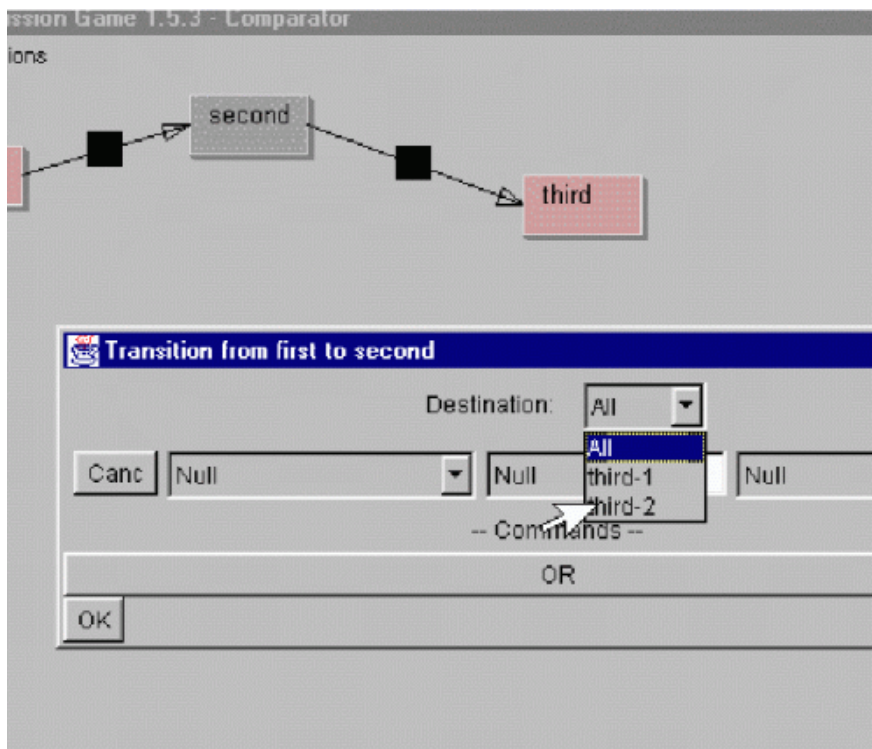 ssion Game 1.5.3 - Comparator
ions
second
third
Transition from first to second
Destination: All
All
Canc Null Null third-1 Null
third-2
-- Commands --
OR
OK